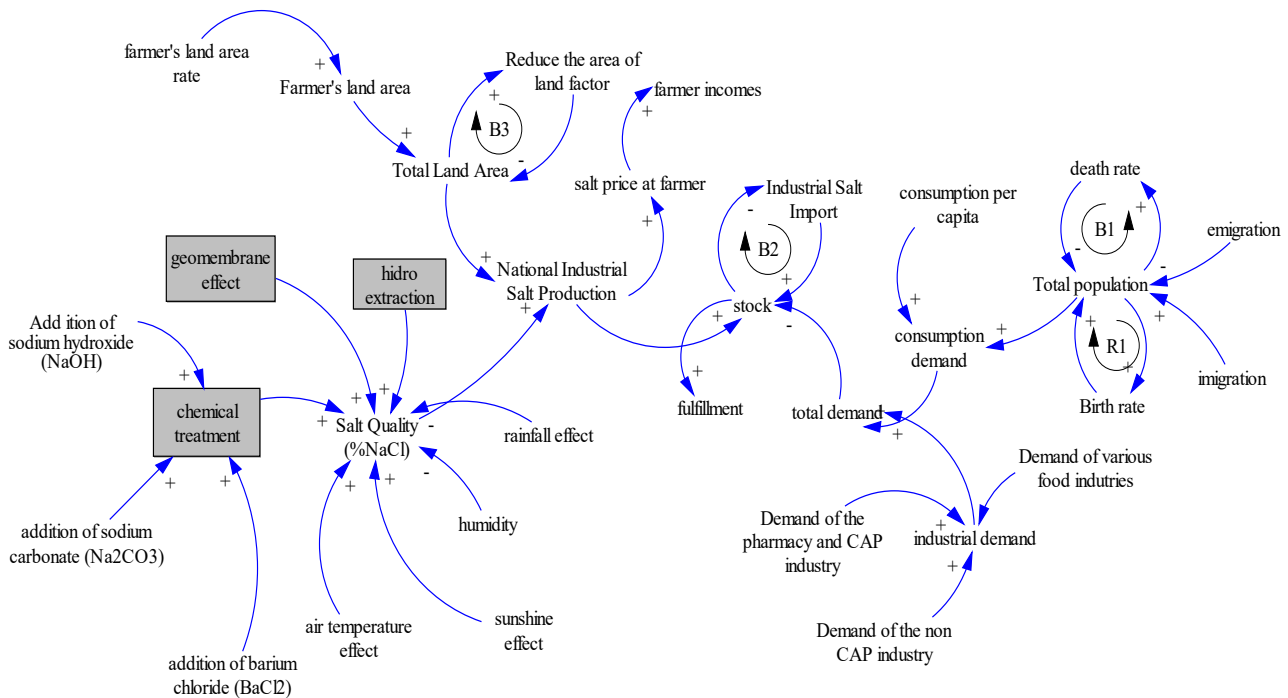 farmer's land area
rate
Farmer's land area
Reduce the area of
land factor
farmer incomes
B3
Total Land Area
salt price at farmer
Industrial Salt
Import
consumption per
capita
death rate
B1
emigration
geomembrane
effect
hidro
extraction
National Industrial
Salt Production
B2
stock
Total population
Add ition of
sodium hydroxide
(NaOH)
consumption
demand
R1
imigration
chemical
treatment
fulfillment
total demand
Birth rate
Salt Quality
(%NaCl)
rainfall effect
Demand of various
food indutries
humidity
addition of sodium
carbonate (Na2CO3)
Demand of the
pharmacy and CAP
industry
industrial demand
air temperature
effect
sunshine
effect
Demand of the non
CAP industry
addition of barium
chloride (BaCl2)